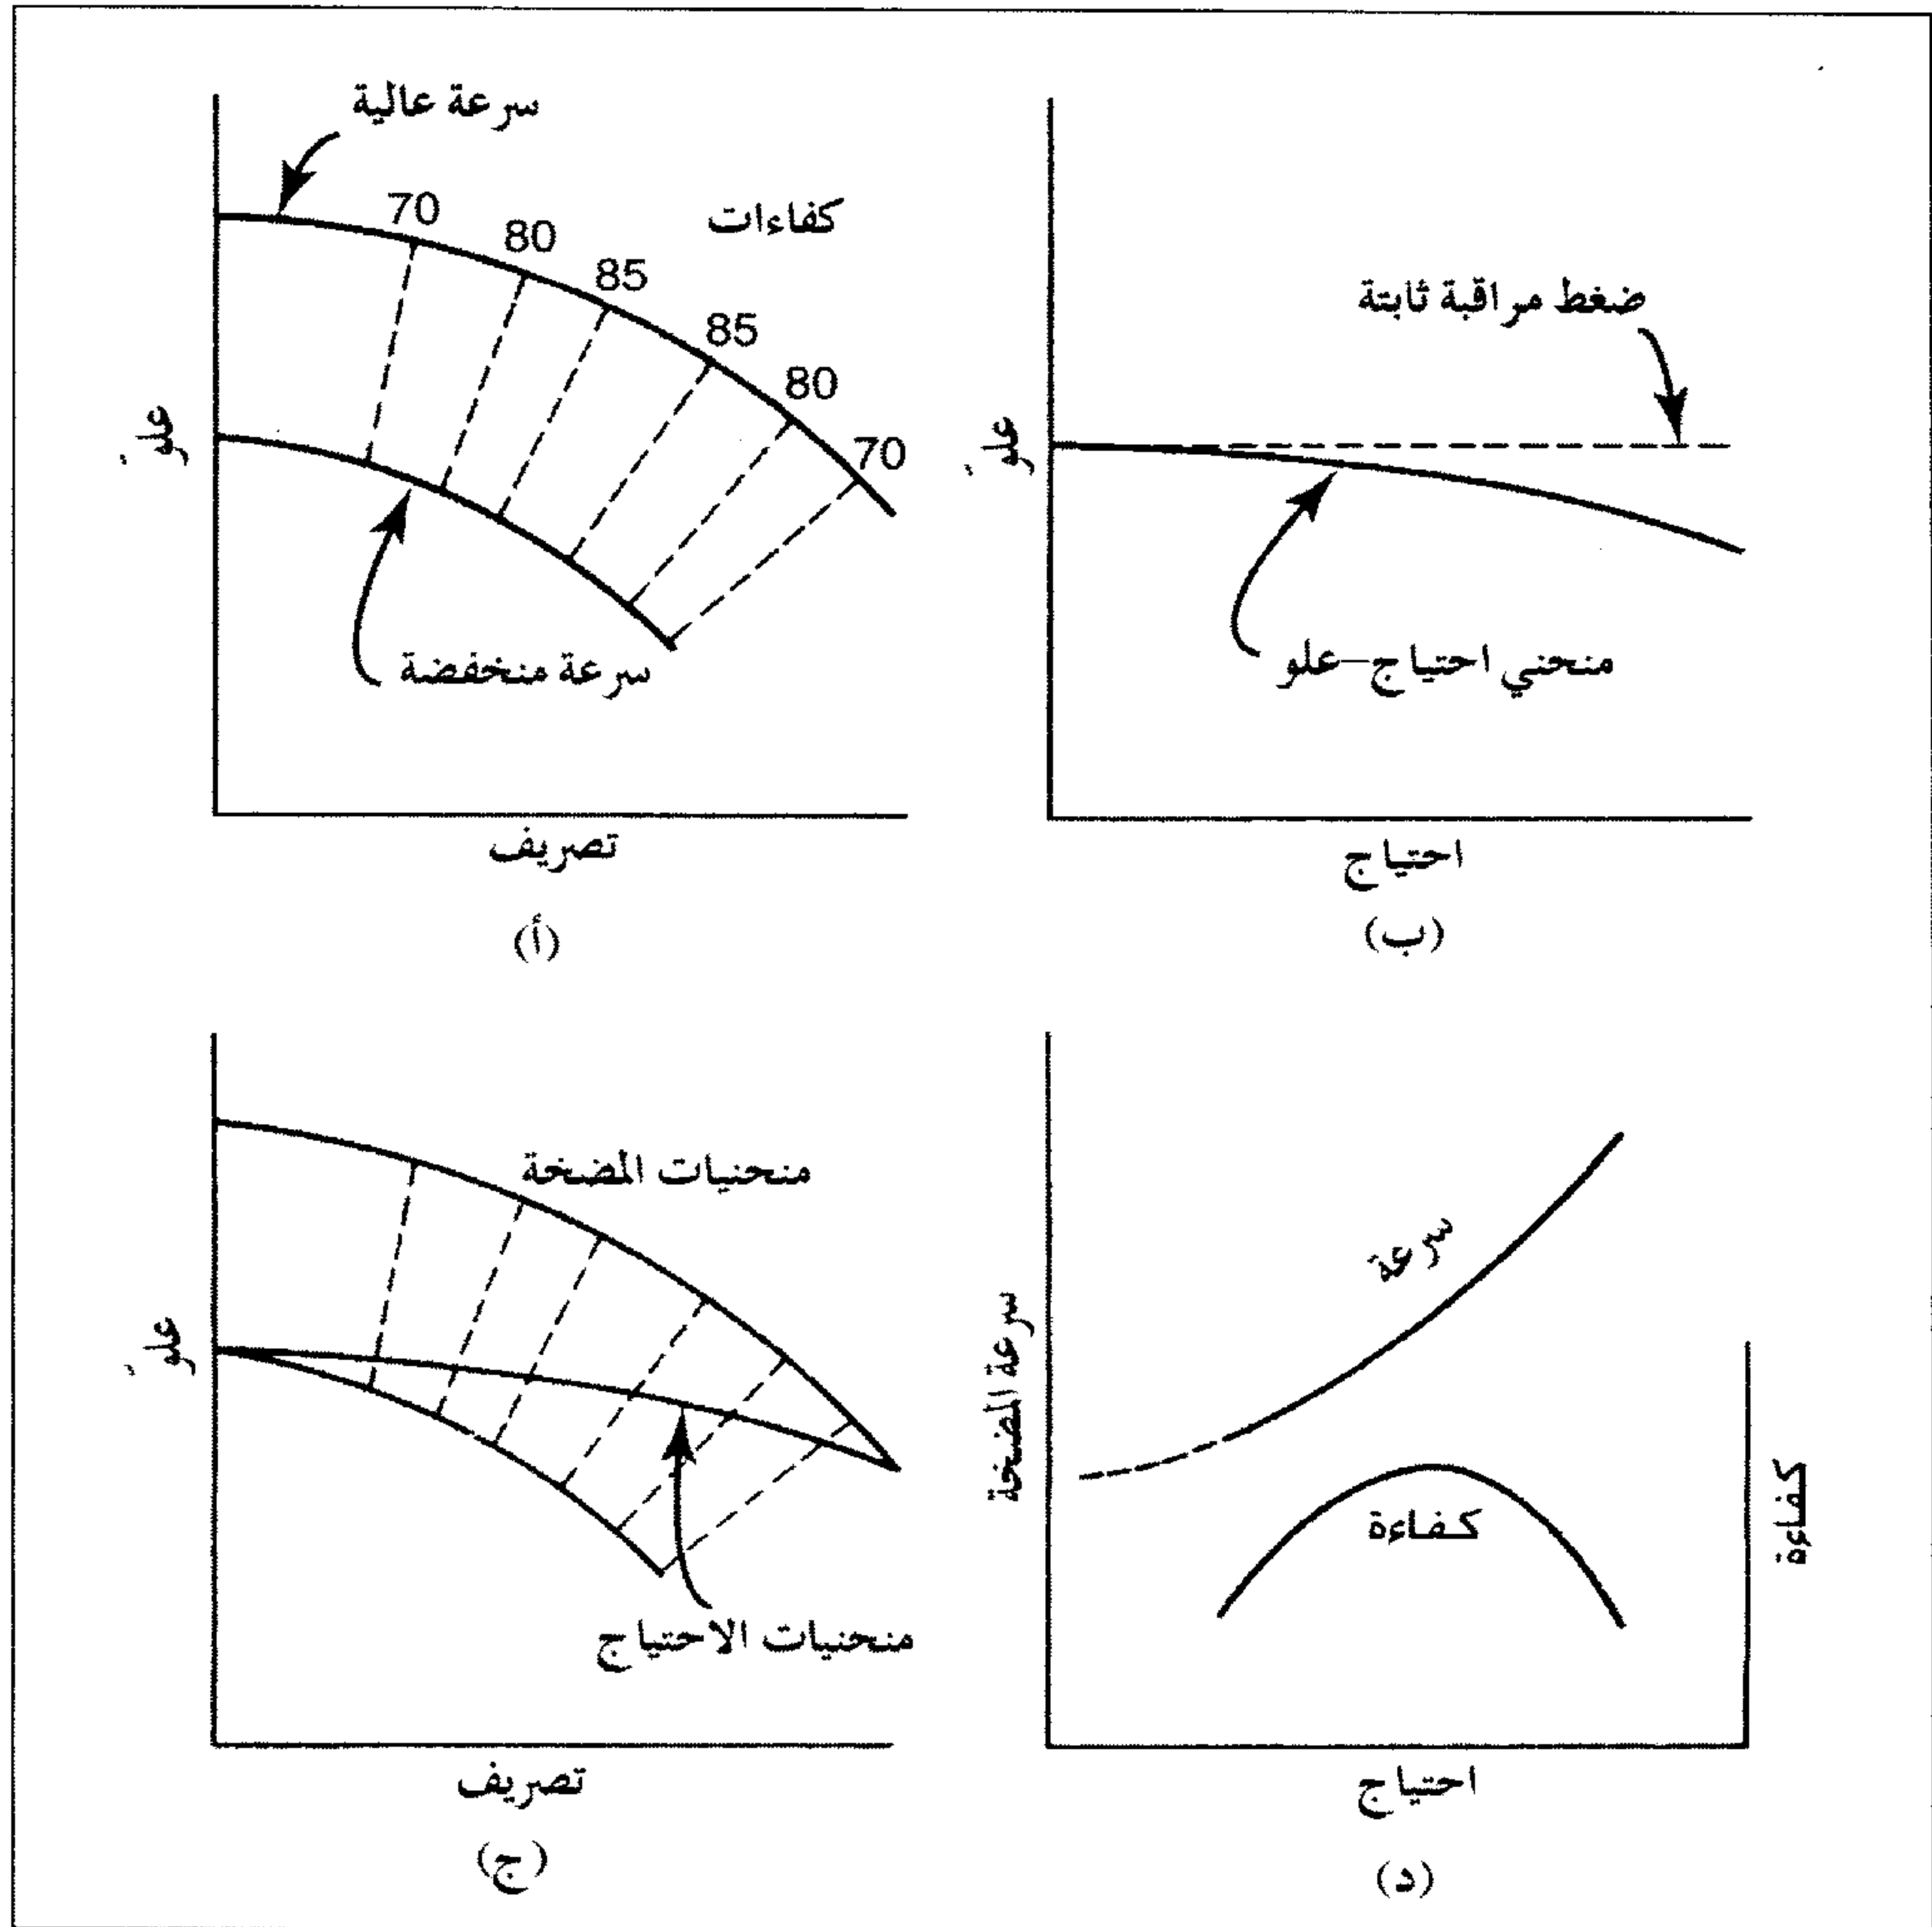 سرعة عالية
كفاءات
70
80
85
85
80
70
علو
سرعة منخفضة
تصريف
(أ)
ضغط مراقبة ثابتة
علو
منحني احتياج-علو
احتياج
(ب)
منحنيات المضخة
علو
منحنيات الاحتياج
تصريف
(ج)
سرعة
سرعة المضخة
كفاءة
كفاءة
احتياج
(د)